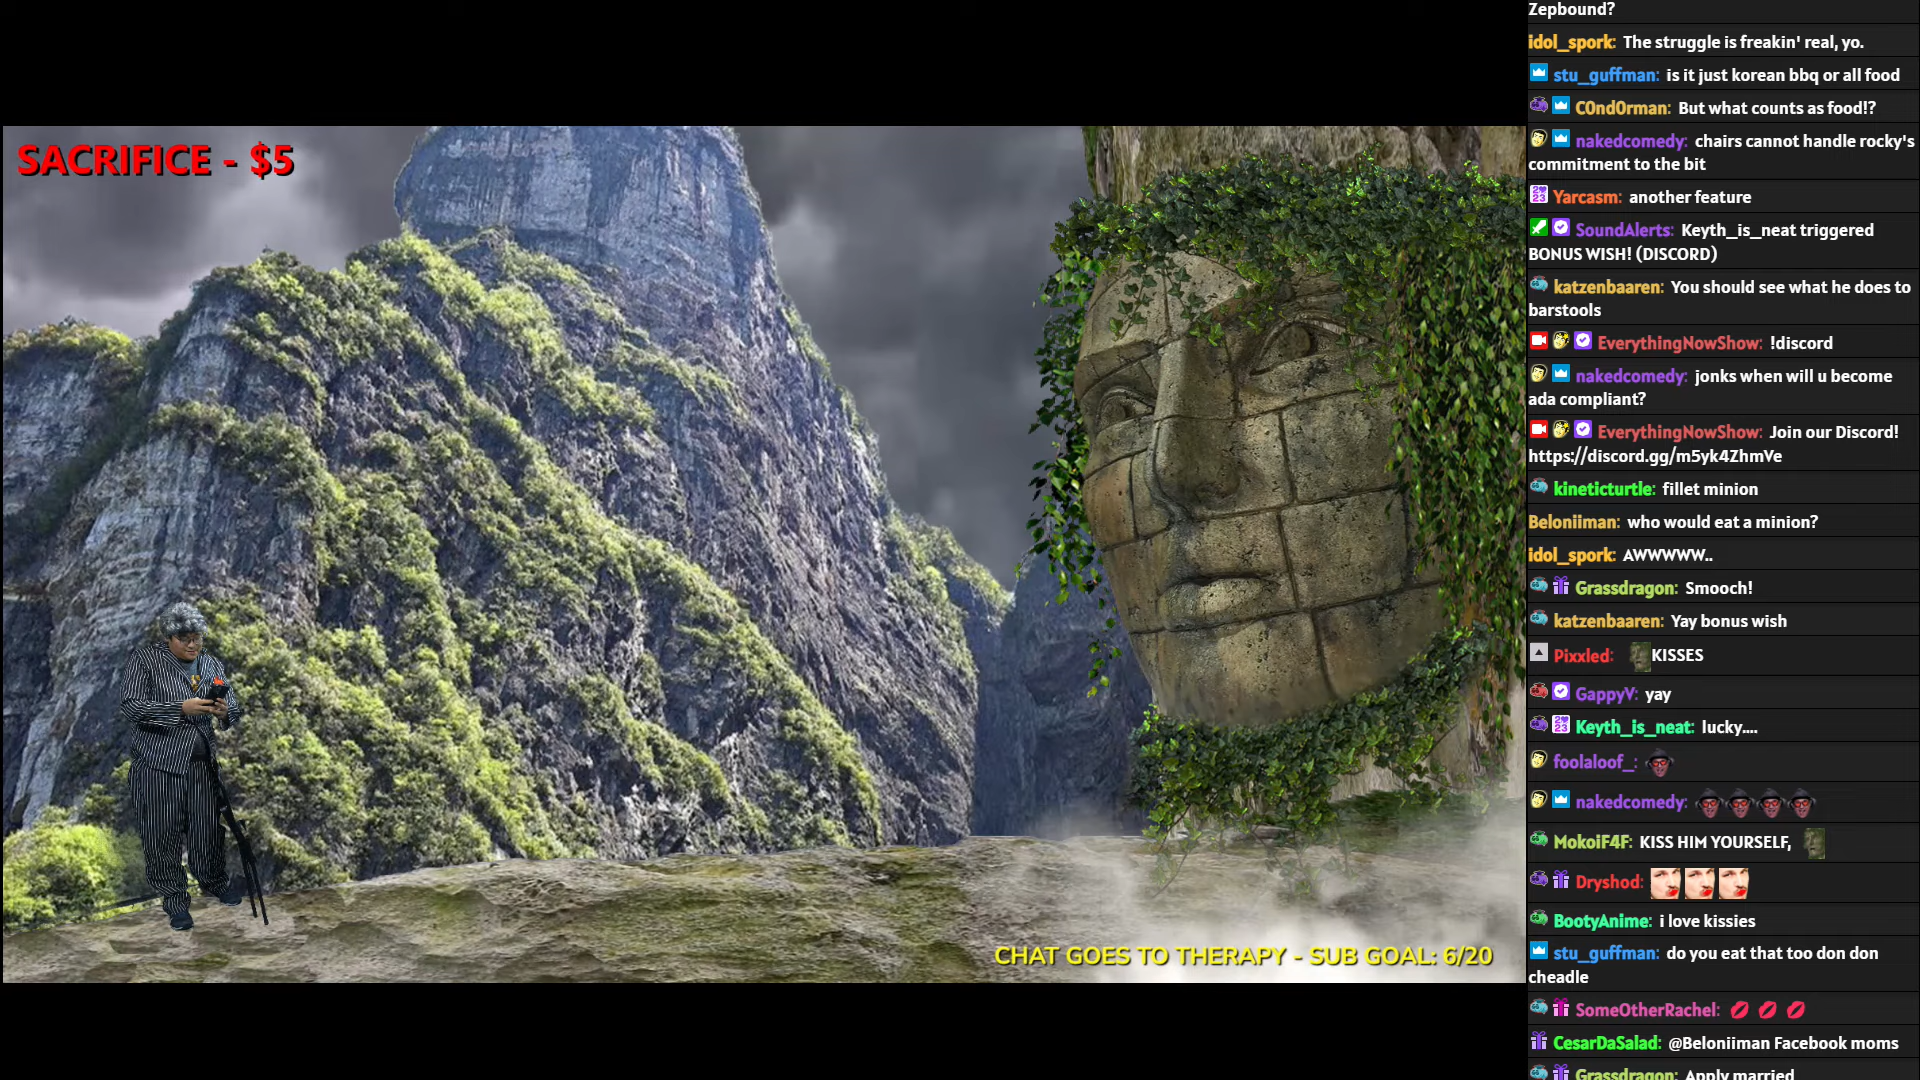 SACRIFICE - $5
CHAT GOES TO THERAPY - SUB GOAL: 6/20
Zepbound?
idol_spork: The struggle is freakin' real, yo.
stu_guffman: is it just korean bbq or all food
C0nd0rman: But what counts as food!?
nakedcomedy: chairs cannot handle rocky's
commitment to the bit
Yarcasm: another feature
SoundAlerts: Keyth_is_neat triggered
BONUS WISH! (DISCORD)
katzenbaaren: You should see what he does to
barstools
EverythingNowShow: !discord
nakedcomedy: jonks when will u become
ada compliant?
EverythingNowShow: Join our Discord!
https://discord.gg/m5yk4ZhmVe
kineticturtle: fillet minion
Beloniiman: who would eat a minion?
idol_spork: AWWWWW..
Grassdragon: Smooch!
katzenbaaren: Yay bonus wish
Pixxled: KISSES
GappyV: yay
Keyth_is_neat: lucky....
foolaloof_:
nakedcomedy:
MokoiF4F: KISS HIM YOURSELF,
Dryshod:
BootyAnime: i love kissies
stu_guffman: do you eat that too don don
cheadle
SomeOtherRachel:
CesarDaSalad: @Beloniiman Facebook moms
Grassdragon: Apply married